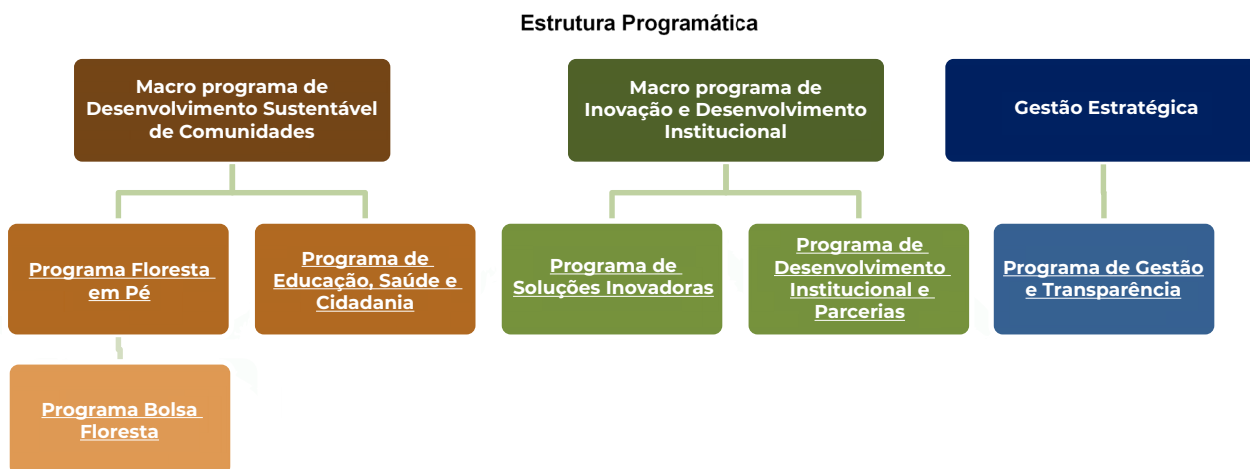 Estrutura Programática
Macro programa de
Desenvolvimento Sustentável
de Comunidades
Macro programa de
Inovação e Desenvolvimento
Institucional
Gestão Estratégica
Programa Floresta
em Pé
Programa de
Educação, Saúde e
Cidadania
Programa de
Soluções Inovadoras
Programa de
Desenvolvimento
Institucional e
Parcerias
Programa de Gestão
e Transparência
Programa Bolsa
Floresta